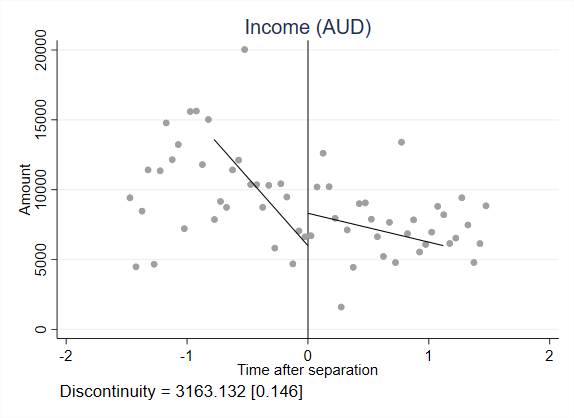 Income (AUD)
20000
15000
10000
5000
0
Amount
-2 -1 0 1 2
Time after separation
Discontinuity = 3163.132 [0.146]